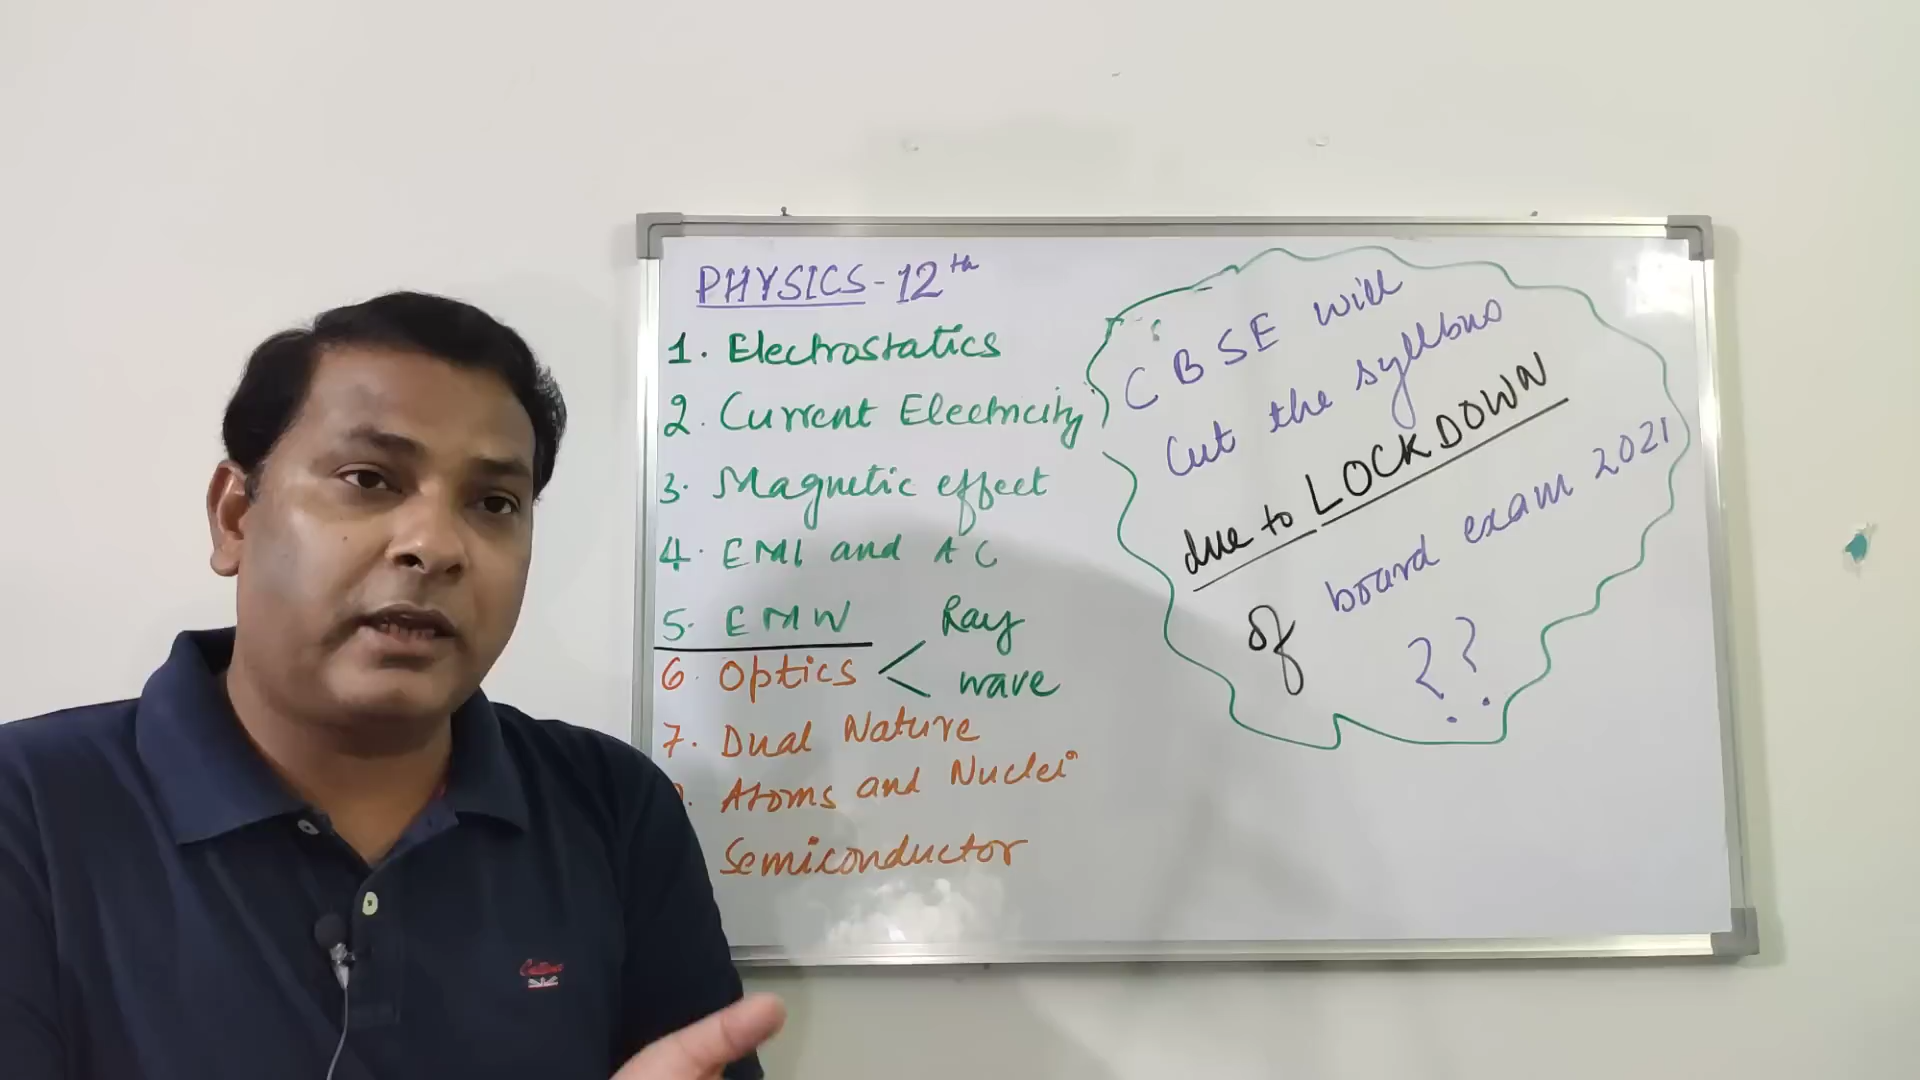 PHYSICS - 12th
1. Electrostatics
2. Current Electricity
3. Magnetic effect
4. EMI and AC
5. EMW
6. Optics < Ray
wave
7. Dual Nature
Atoms and Nuclei
Semiconductor
CBSE will
Cut the syllbus
due to LOCKDOWN
of board exam 2021
??